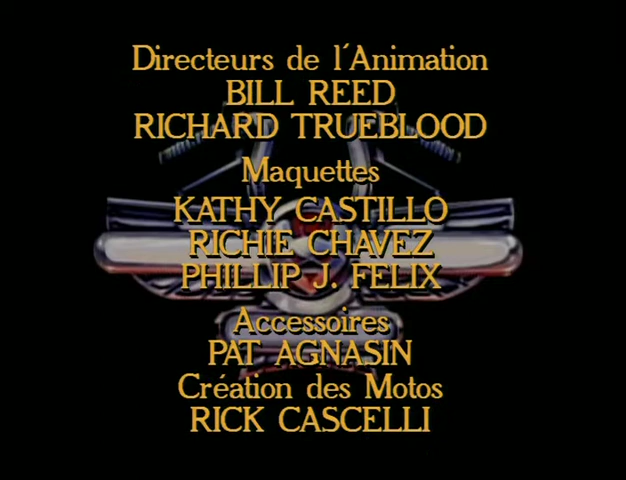 Directeurs de l´Animation
BILL REED
RICHARD TRUEBLOOD
Maquettes
KATHY CASTILLO
RICHIE CHAVEZ
PHILLIP J. FELIX
Accessoires
PAT AGNASIN
Création des Motos
RICK CASCELLI